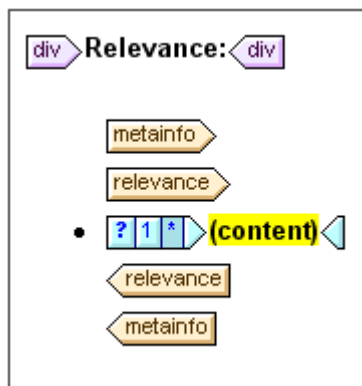 div Relevance: div
metainfo
relevance
• ? 1 * (content)
relevance
metainfo